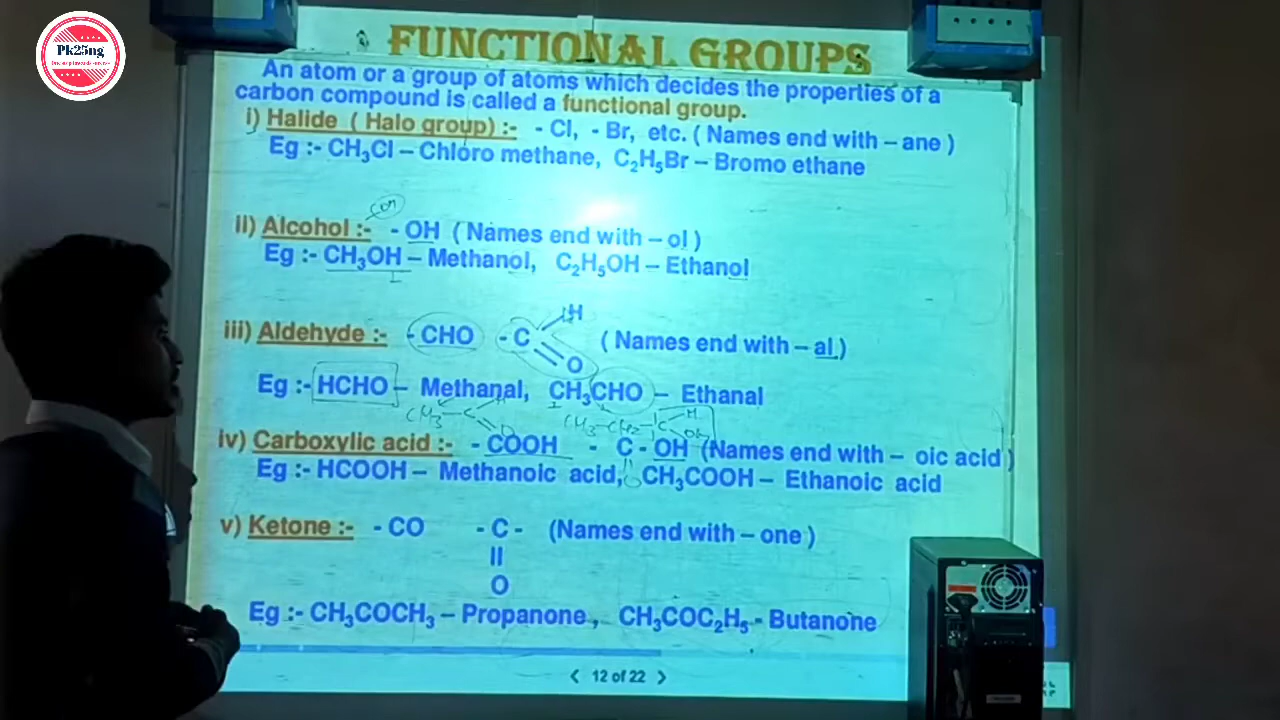 Pk25ng
FUNCTIONAL GROUPS
An atom or a group of atoms which decides the properties of a
carbon compound is called a functional group.
i) Halide ( Halo group) :- - Cl, - Br, etc. ( Names end with – ane )
Eg :- CH₃Cl – Chloro methane, C₂H₅Br – Bromo ethane
ii) Alcohol :- - OH ( Names end with – ol )
Eg :- CH₃OH – Methanol, C₂H₅OH – Ethanol
H
iii) Aldehyde :- - CHO - C ( Names end with – al )
O
Eg :- HCHO – Methanal, CH₃CHO – Ethanal
CH₃ C CH₃-CH₂ C H
iv) Carboxylic acid :- - COOH - C - OH (Names end with – oic acid )
Eg :- HCOOH – Methanoic acid, CH₃COOH – Ethanoic acid
v) Ketone :- - CO - C - (Names end with – one )
O
Eg :- CH₃COCH₃ – Propanone , CH₃COC₂H₅ - Butanone
< 12 of 22 >